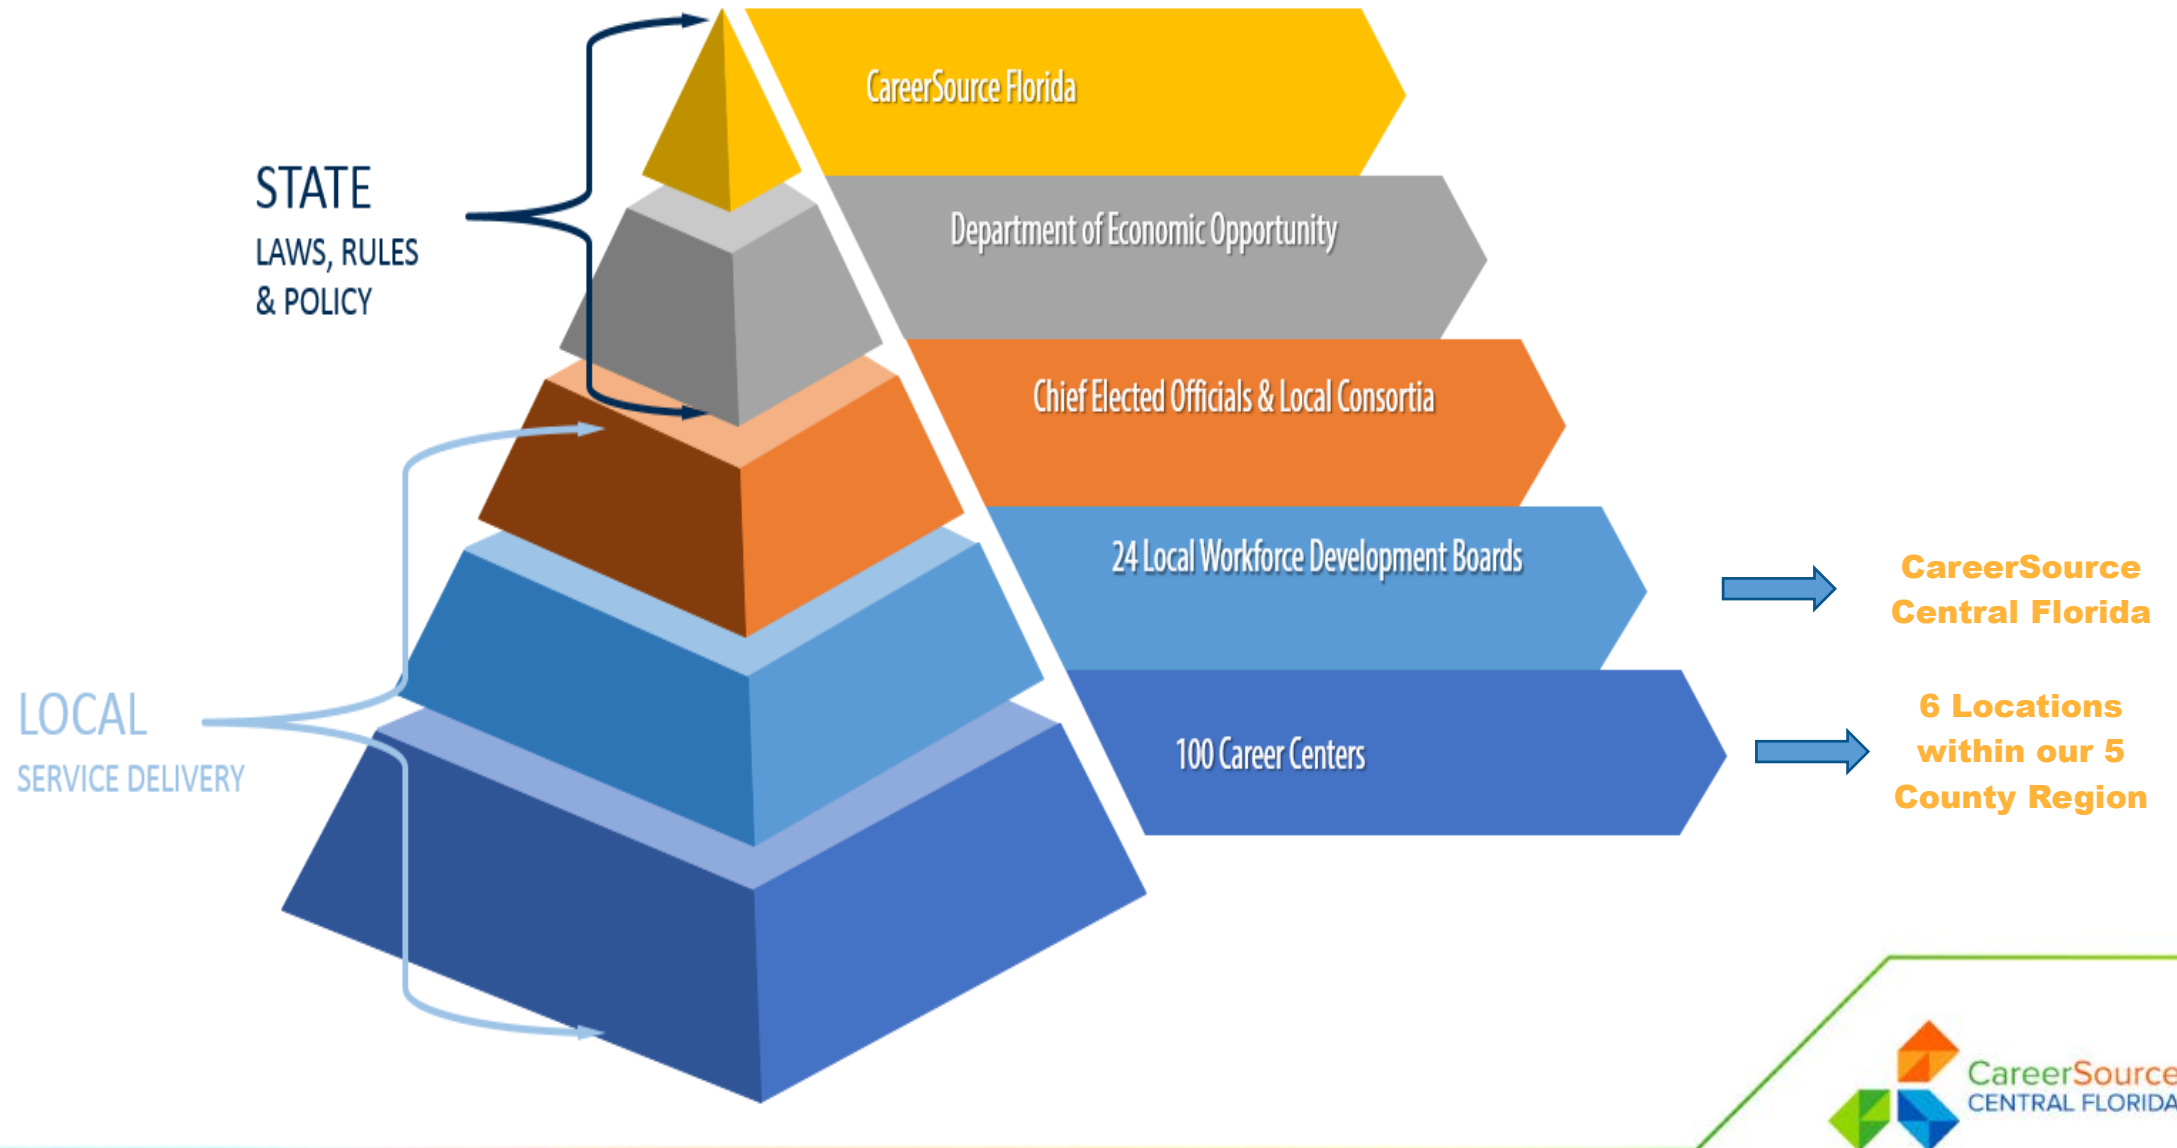 CareerSource Florida
STATE
LAWS, RULES
& POLICY
Department of Economic Opportunity
Chief Elected Officials & Local Consortia
24 Local Workforce Development Boards
CareerSource
Central Florida
LOCAL
SERVICE DELIVERY
100 Career Centers
6 Locations
within our 5
County Region
CareerSource
CENTRAL FLORIDA